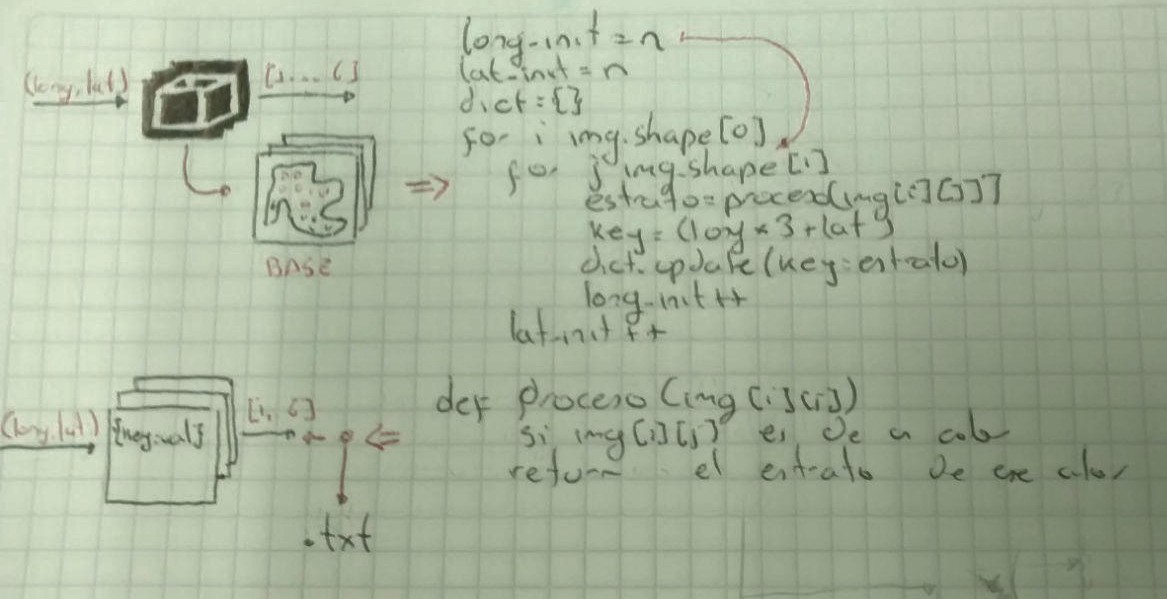 (long, lat)
[1...6]
BASE
=>
long-init = n
lat-init = n
dict = {}
for i img.shape[0]
for j img.shape[1]
estrato = proceso(img[i][j])
key = (long * 3 + lat)
dict.update(key:estrato)
long-init ++
lat-init ++
(long, lat)
{key:val}
[1, 6]
.txt
def proceso (img[i][j])
si img[i][j] es de a color
return el estrato de ese color